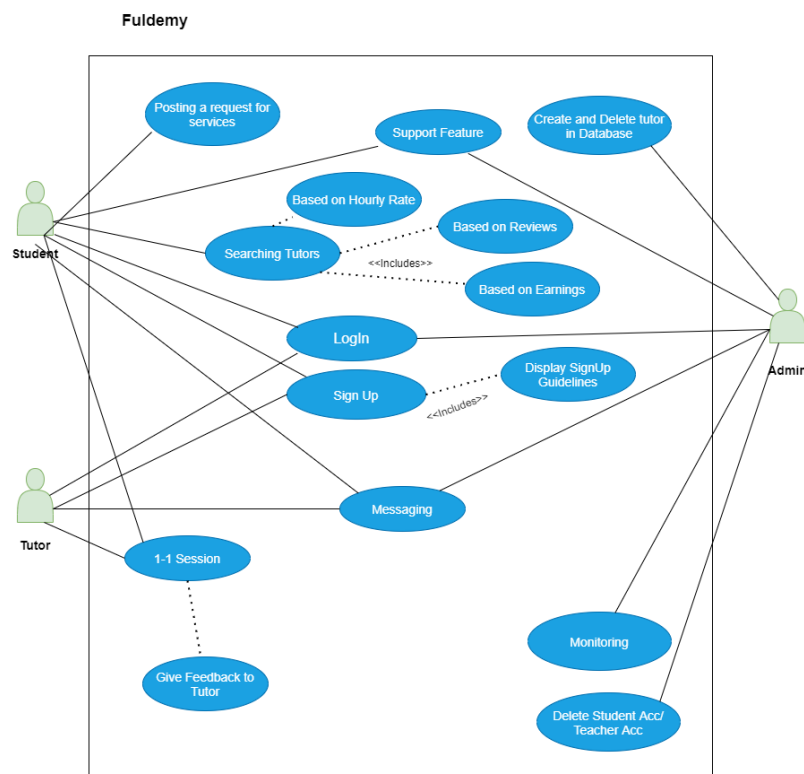 Fuldemy
Posting a request for
services
Support Feature
Create and Delete tutor
in Database
Based on Hourly Rate
Student
Searching Tutors
Based on Reviews
<<Includes>>
Based on Earnings
LogIn
Admin
Sign Up
Display SignUp
Guidelines
<<Includes>>
Messaging
Tutor
1-1 Session
Monitoring
Give Feedback to
Tutor
Delete Student Acc/
Teacher Acc